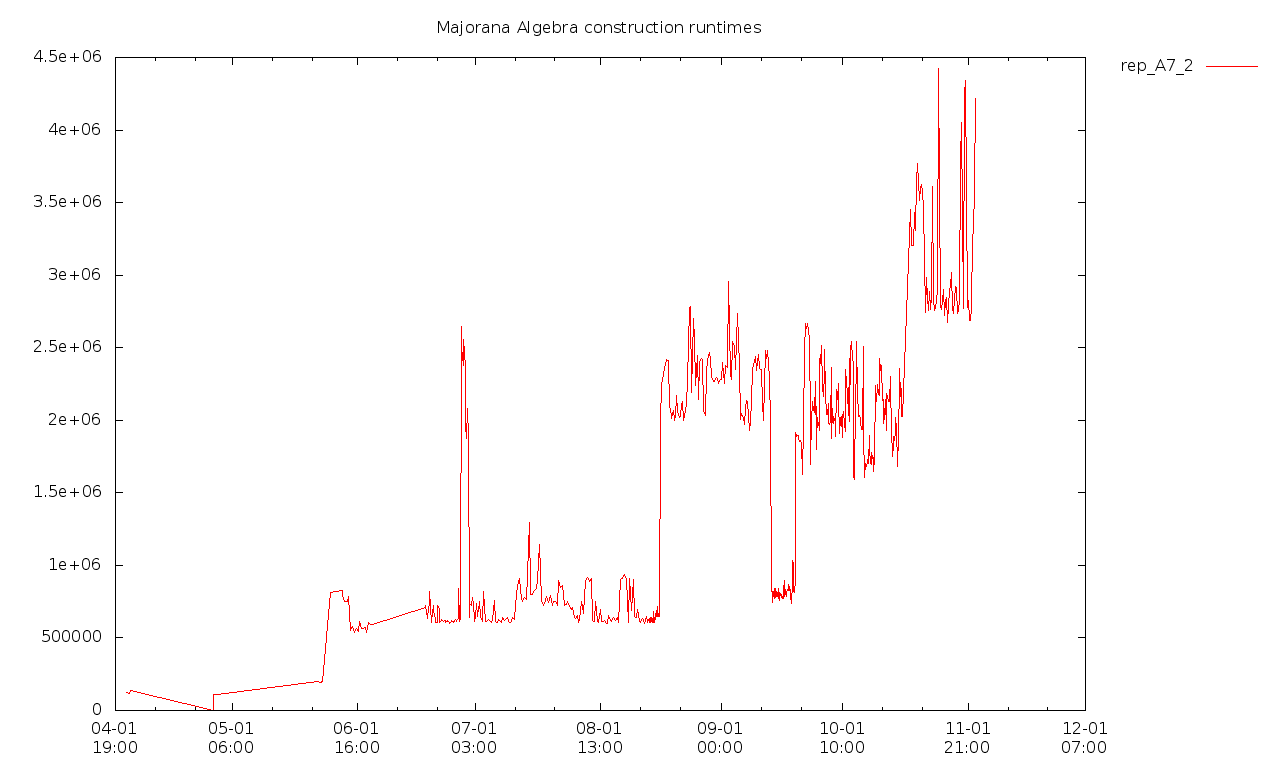 Majorana Algebra construction runtimes
rep_A7_2
4.5e+06
4e+06
3.5e+06
3e+06
2.5e+06
2e+06
1.5e+06
1e+06
500000
0
04-01 05-01 06-01 07-01 08-01 09-01 10-01 11-01 12-01
19:00 06:00 16:00 03:00 13:00 00:00 10:00 21:00 07:00